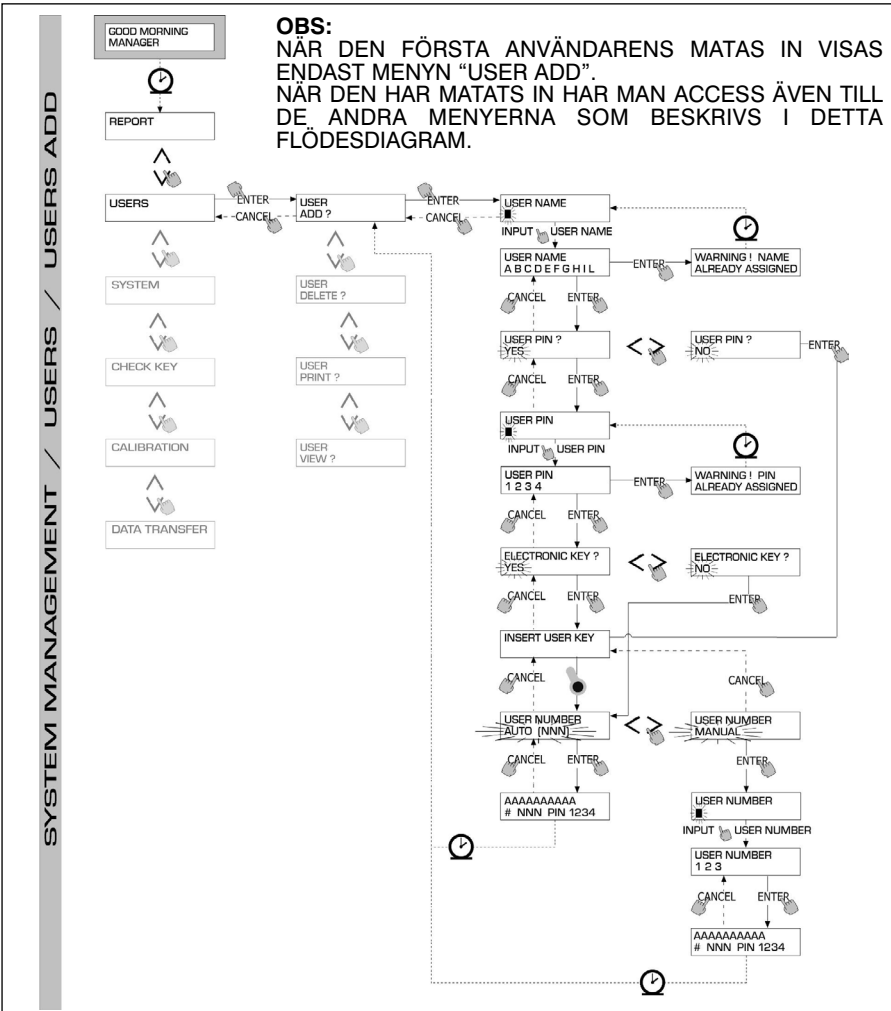 SYSTEM MANAGEMENT / USERS / USERS ADD
GOOD MORNING
MANAGER
OBS:
NÄR DEN FÖRSTA ANVÄNDARENS MATAS IN VISAS
ENDAST MENYN “USER ADD”.
NÄR DEN HAR MATATS IN HAR MAN ACCESS ÄVEN TILL
DE ANDRA MENYERNA SOM BESKRIVS I DETTA
FLÖDESDIAGRAM.
REPORT
USERS
ENTER
CANCEL
USER
ADD ?
ENTER
CANCEL
USER NAME
INPUT USER NAME
USER NAME
A B C D E F G H I L
ENTER
WARNING ! NAME
ALREADY ASSIGNED
SYSTEM
USER
DELETE ?
CANCEL ENTER
USER PIN ?
YES
USER PIN ?
NO
ENTER
CHECK KEY
USER
PRINT ?
CANCEL ENTER
USER PIN
INPUT USER PIN
CALIBRATION
USER
VIEW ?
USER PIN
1 2 3 4
ENTER
WARNING ! PIN
ALREADY ASSIGNED
DATA TRANSFER
CANCEL ENTER
ELECTRONIC KEY ?
YES
ELECTRONIC KEY ?
NO
CANCEL ENTER
ENTER
INSERT USER KEY
CANCEL
CANCEL
USER NUMBER
AUTO (NNN)
USER NUMBER
MANUAL
CANCEL ENTER
ENTER
AAAAAAAAAA
# NNN PIN 1234
USER NUMBER
INPUT USER NUMBER
USER NUMBER
1 2 3
CANCEL ENTER
AAAAAAAAAA
# NNN PIN 1234